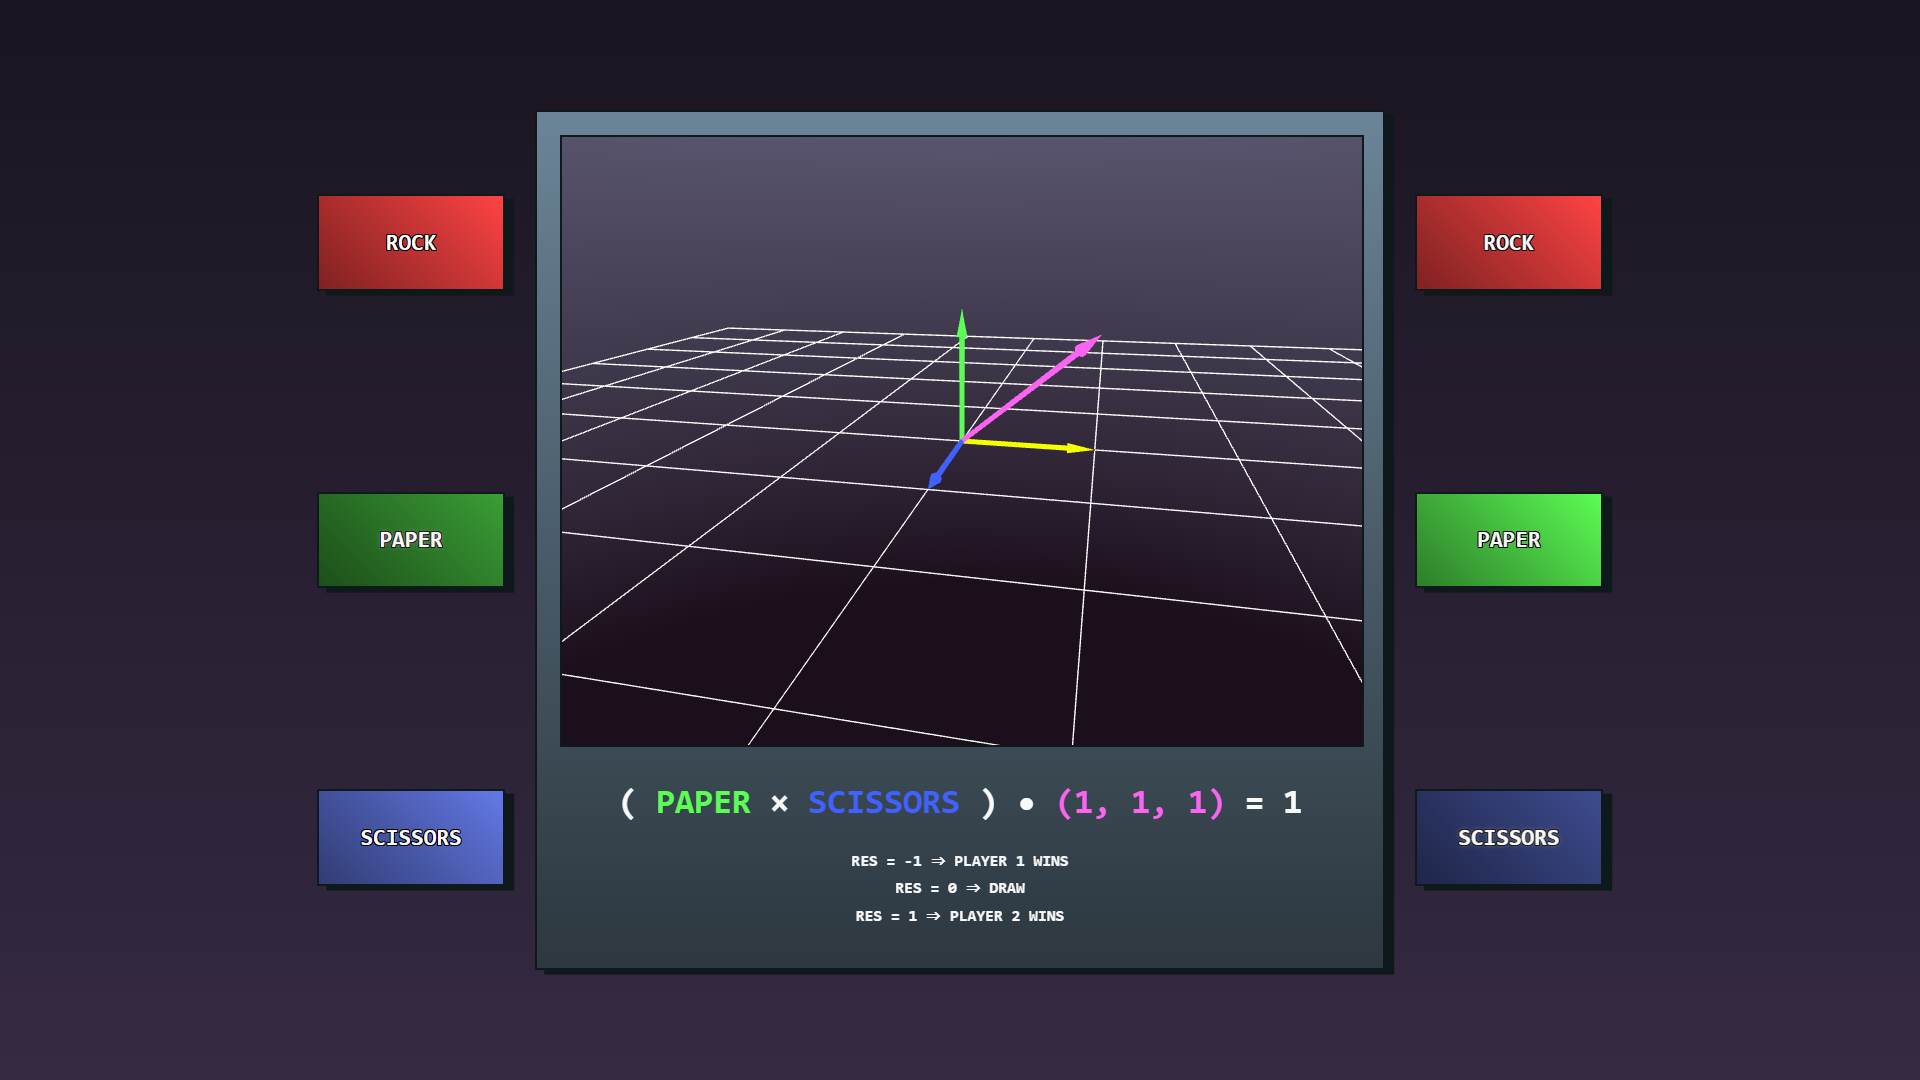 ROCK
ROCK
PAPER
PAPER
SCISSORS
SCISSORS
( PAPER × SCISSORS ) • (1, 1, 1) = 1
RES = -1 ⇒ PLAYER 1 WINS
RES = 0 ⇒ DRAW
RES = 1 ⇒ PLAYER 2 WINS